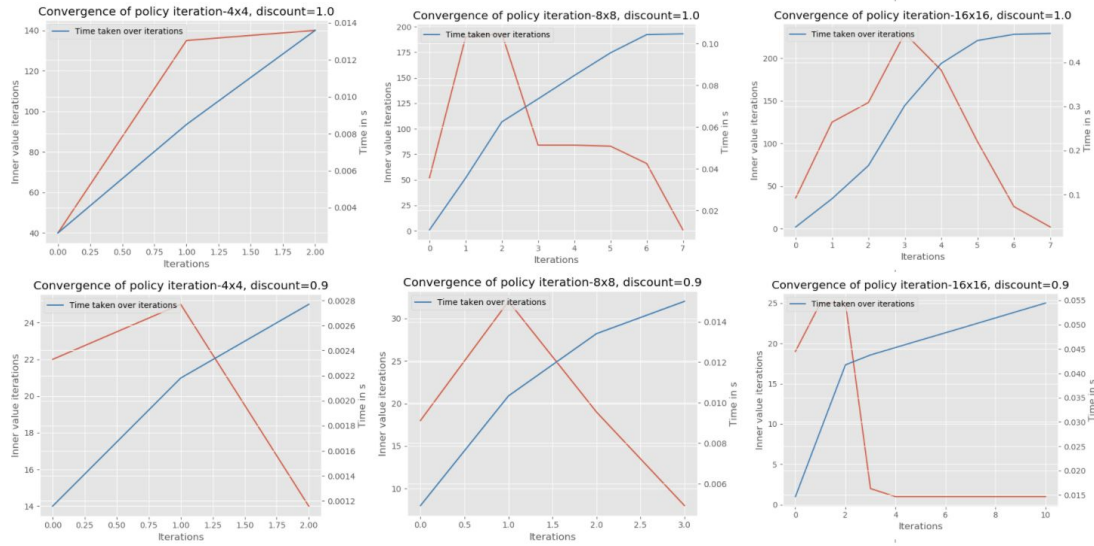 Convergence of policy iteration-4x4, discount=1.0
Time taken over iterations
Inner value iterations
140
120
100
80
60
40
0.014
0.012
0.010
0.008
0.006
0.004
Time in s
0.00 0.25 0.50 0.75 1.00 1.25 1.50 1.75 2.00
Iterations
Convergence of policy iteration-8x8, discount=1.0
Time taken over iterations
Inner value iterations
200
175
150
125
100
75
50
25
0
0.10
0.08
0.06
0.04
0.02
Time in s
0 1 2 3 4 5 6 7
Iterations
Convergence of policy iteration-16x16, discount=1.0
Time taken over iterations
Inner value iterations
200
150
100
50
0
0.4
0.3
0.2
0.1
Time in s
0 1 2 3 4 5 6 7
Iterations
Convergence of policy iteration-4x4, discount=0.9
Time taken over iterations
Inner value iterations
24
22
20
18
16
14
0.0028
0.0026
0.0024
0.0022
0.0020
0.0018
0.0016
0.0014
0.0012
Time in s
0.00 0.25 0.50 0.75 1.00 1.25 1.50 1.75 2.00
Iterations
Convergence of policy iteration-8x8, discount=0.9
Time taken over iterations
Inner value iterations
30
25
20
15
10
0.014
0.012
0.010
0.008
0.006
Time in s
0.0 0.5 1.0 1.5 2.0 2.5 3.0
Iterations
Convergence of policy iteration-16x16, discount=0.9
Time taken over iterations
Inner value iterations
25
20
15
10
5
0
0.055
0.050
0.045
0.040
0.035
0.030
0.025
0.020
0.015
Time in s
0 2 4 6 8 10
Iterations